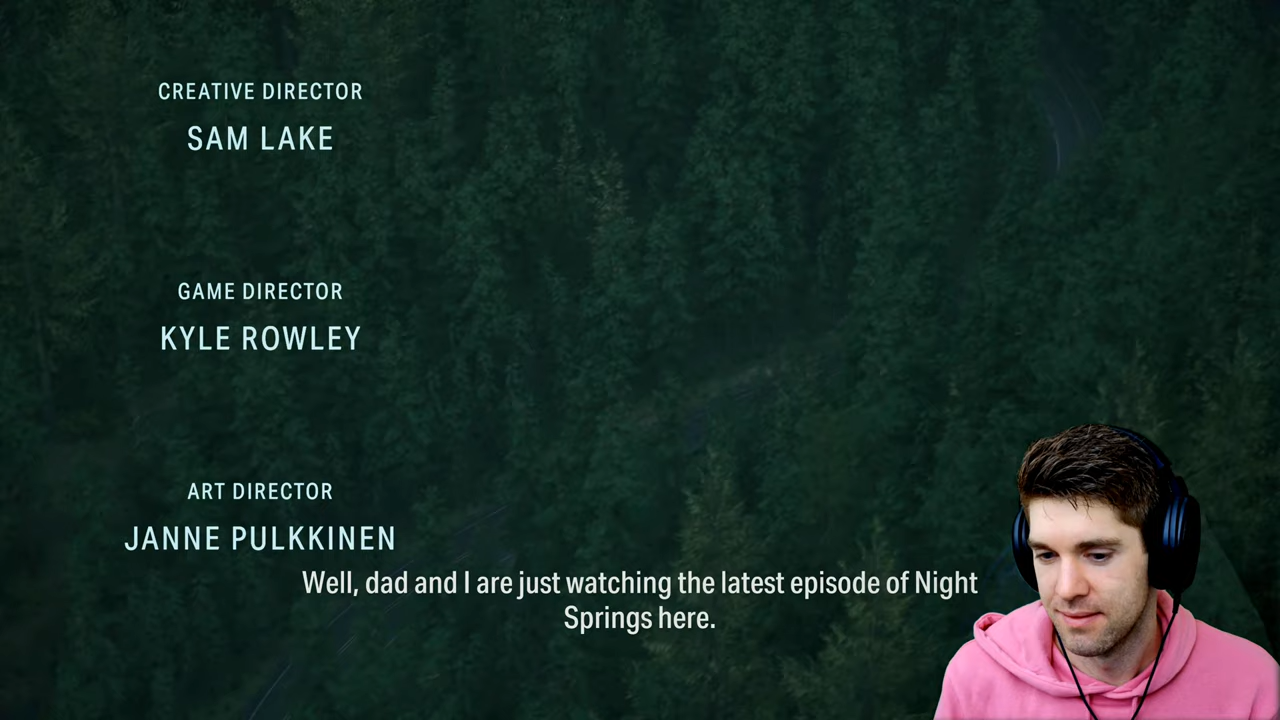 CREATIVE DIRECTOR
SAM LAKE
GAME DIRECTOR
KYLE ROWLEY
ART DIRECTOR
JANNE PULKKINEN
Well, dad and I are just watching the latest episode of Night
Springs here.